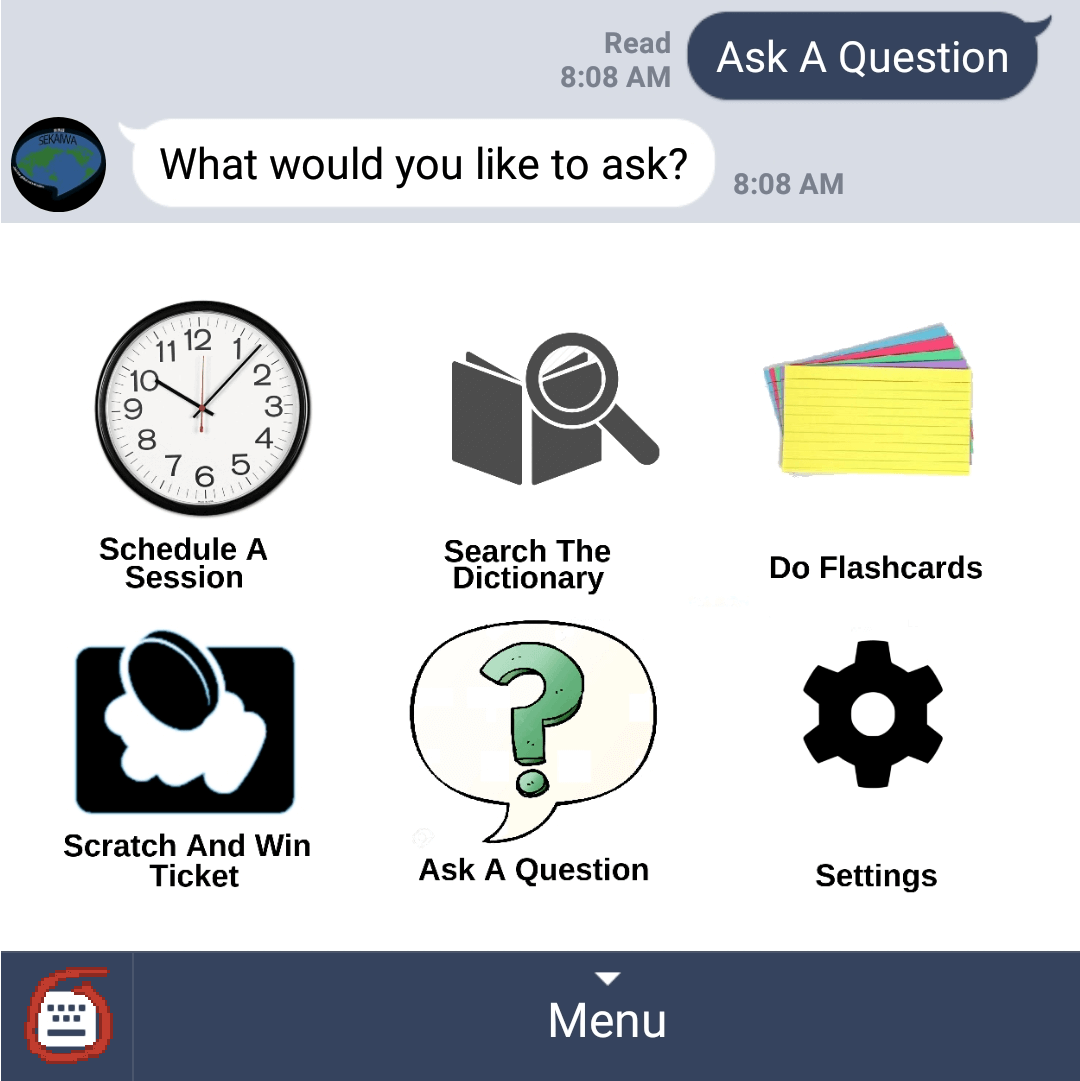 Read
8:08 AM
Ask A Question
SEKAIWA
What would you like to ask?
8:08 AM
12
11
1
10
2
9
3
8
4
7
5
6
Schedule A
Session
Search The
Dictionary
Do Flashcards
?
Scratch And Win
Ticket
Ask A Question
Settings
Menu